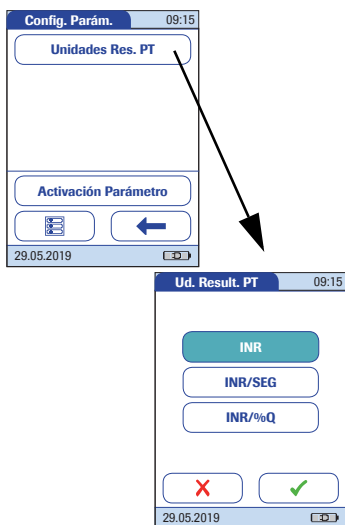 Config. Parám. 09:15
Unidades Res. PT
Activación Parámetro
29.05.2019
Ud. Result. PT 09:15
INR
INR/SEG
INR/%Q
29.05.2019